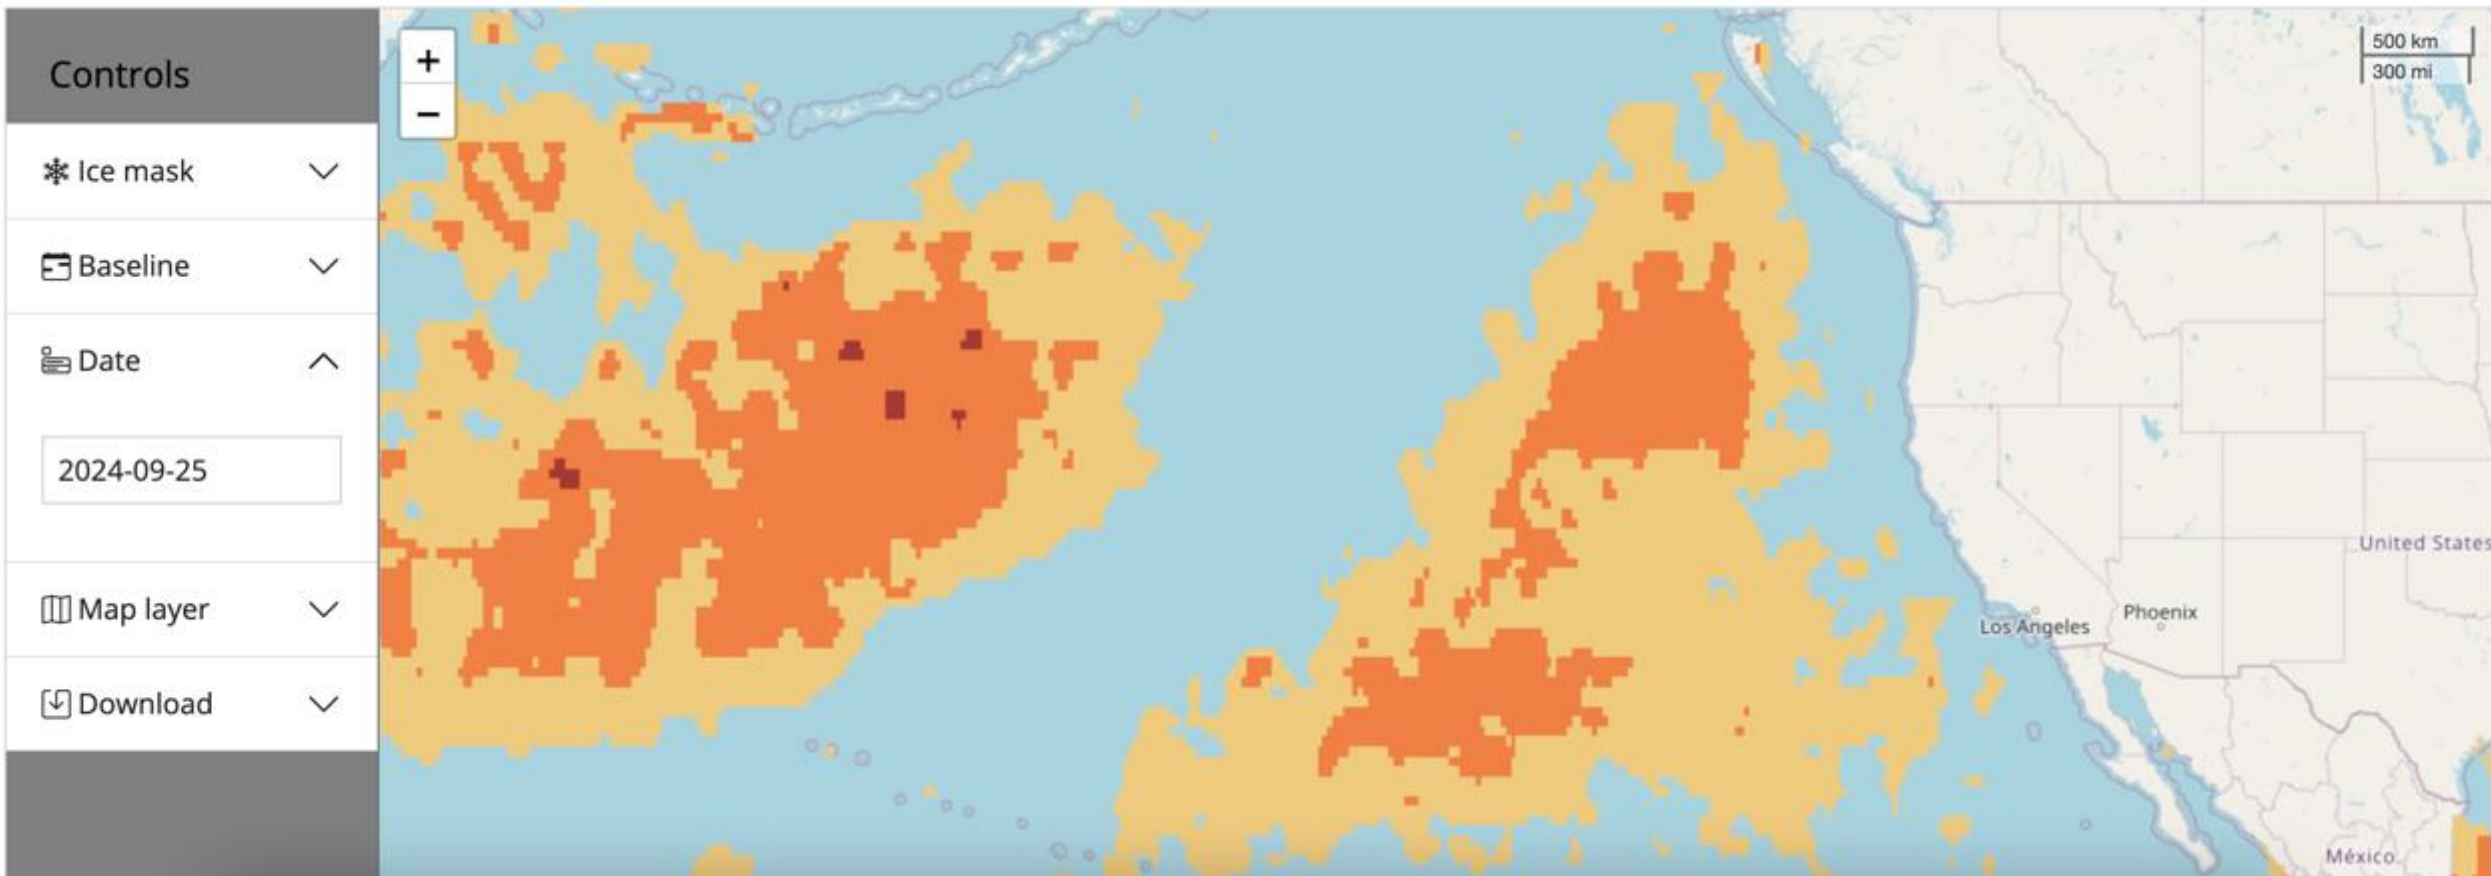 Controls
Ice mask
Baseline
Date
2024-09-25
Map layer
Download
+
−
500 km
300 mi
United States
Phoenix
Los Angeles
México